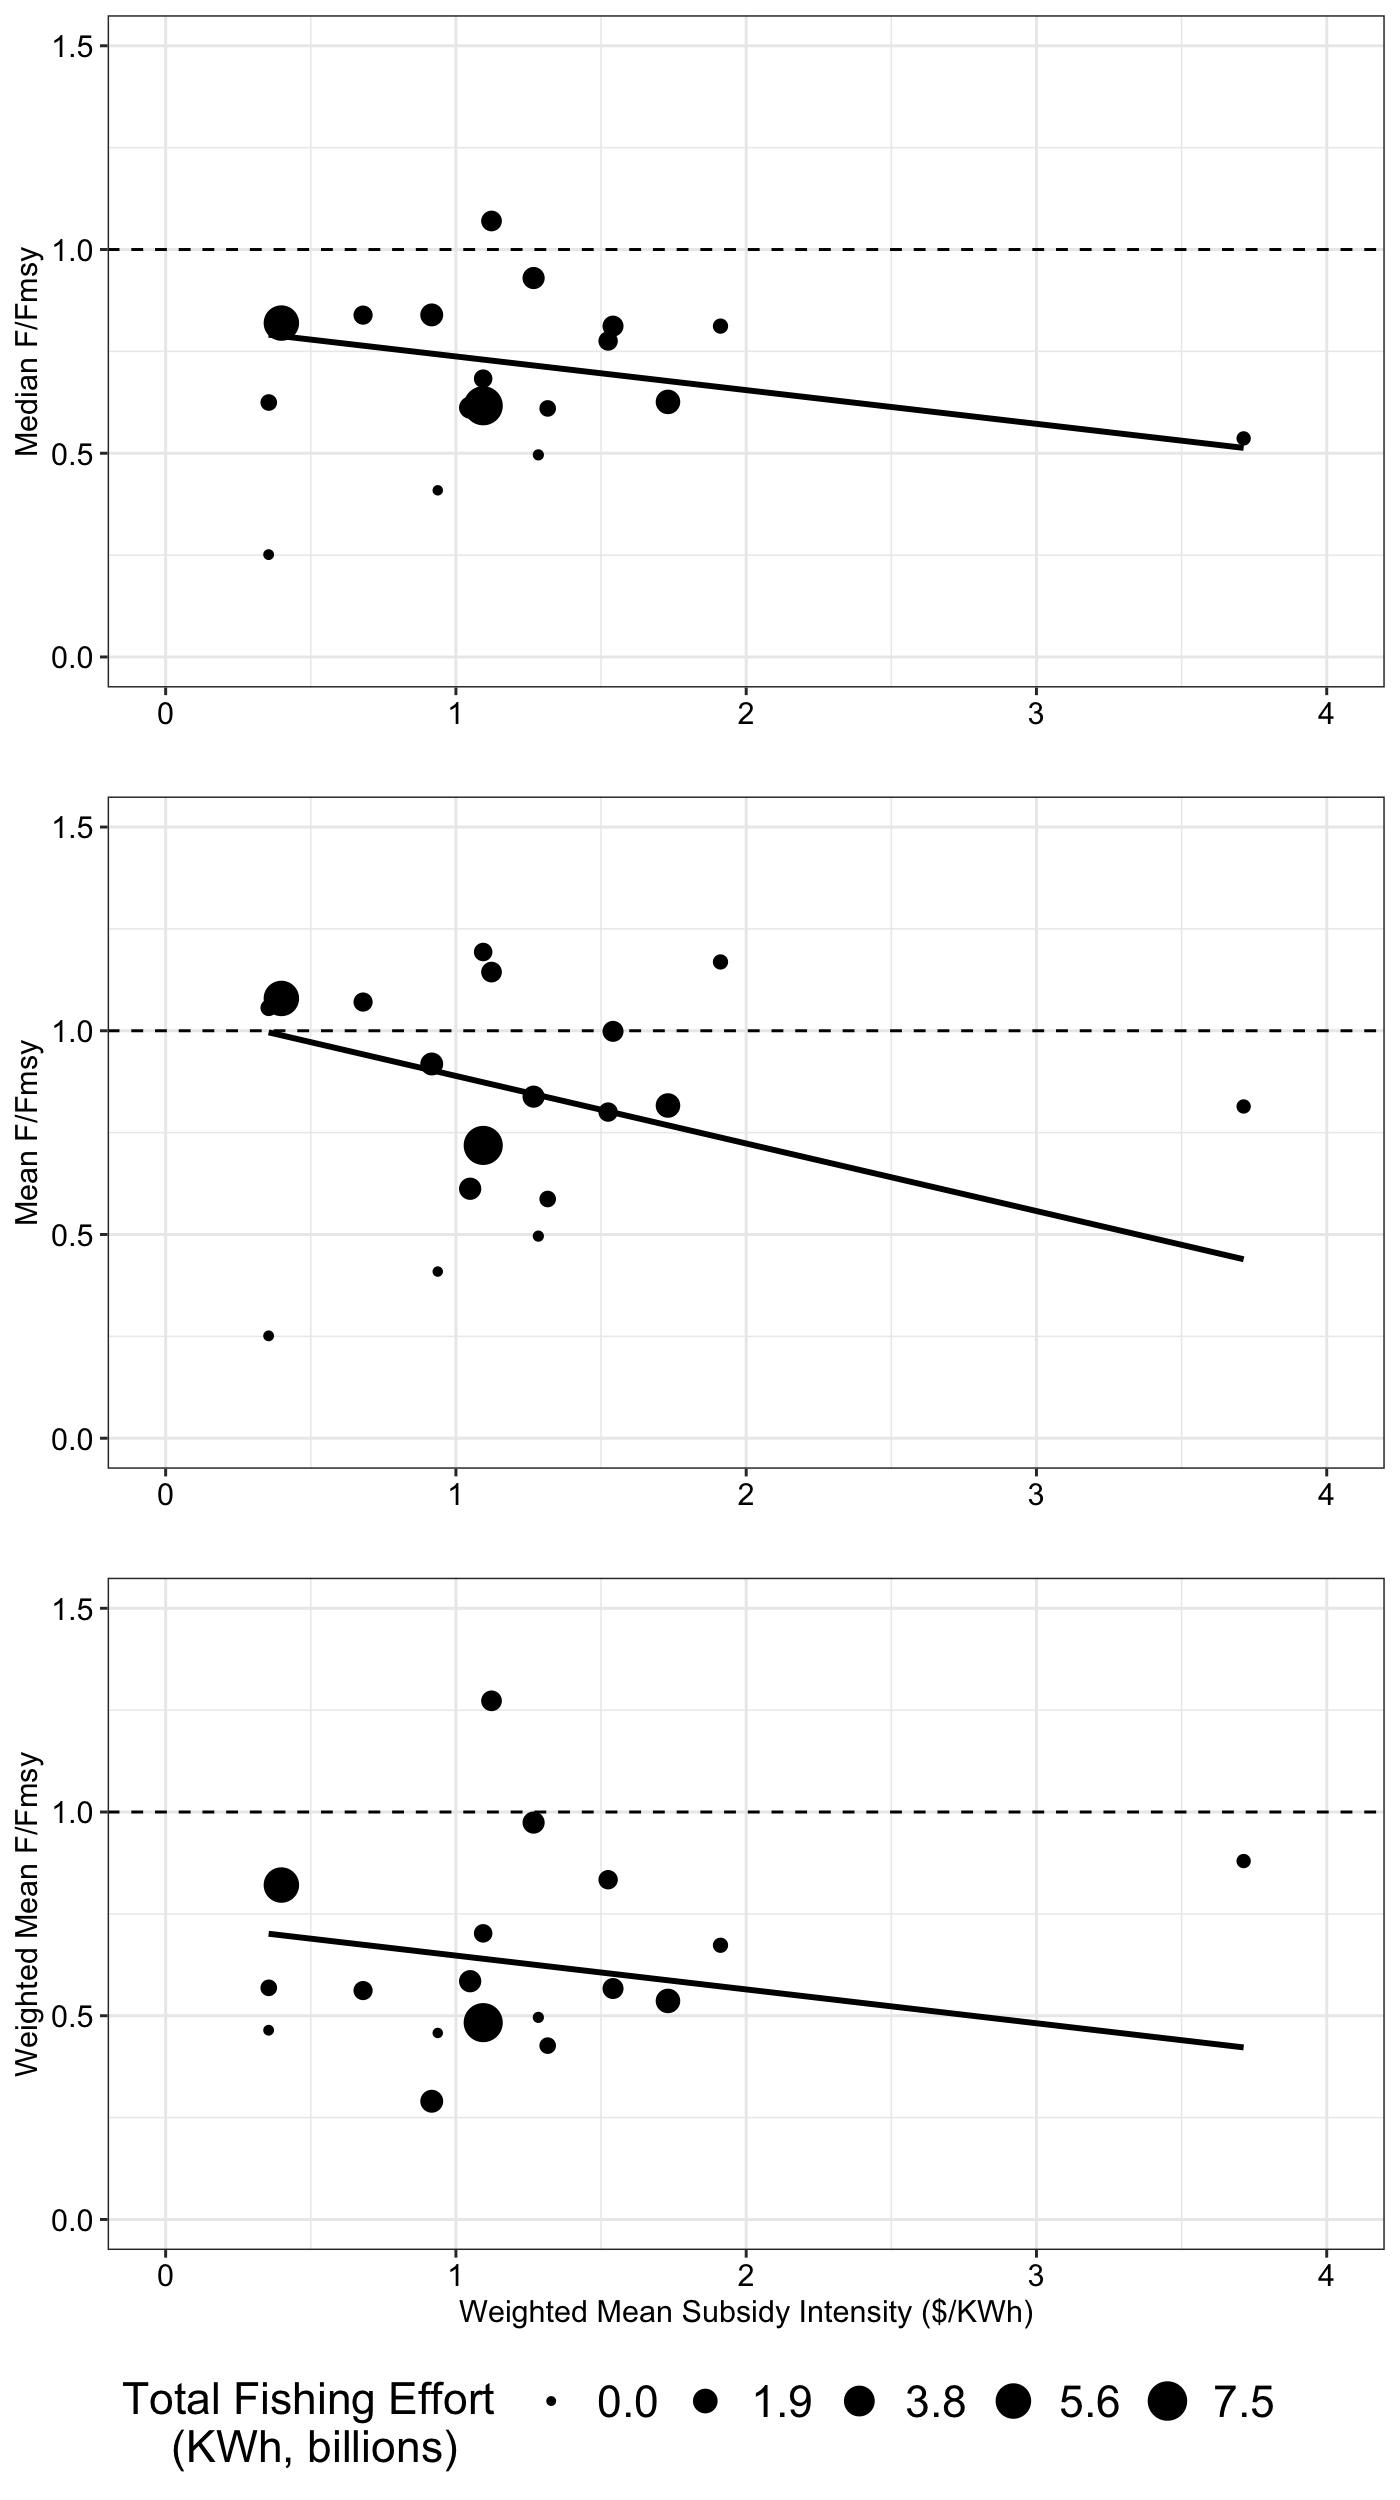 1.5
1.0
0.5
0.0
Median F/Fmsy
0 1 2 3 4
1.5
1.0
0.5
0.0
Mean F/Fmsy
0 1 2 3 4
1.5
1.0
0.5
0.0
Weighted Mean F/Fmsy
0 1 2 3 4
Weighted Mean Subsidy Intensity ($/KWh)
Total Fishing Effort
(KWh, billions)
0.0 1.9 3.8 5.6 7.5